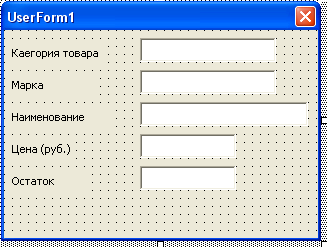 UserForm1
Каегория товара
Марка
Наименование
Цена (руб.)
Остаток